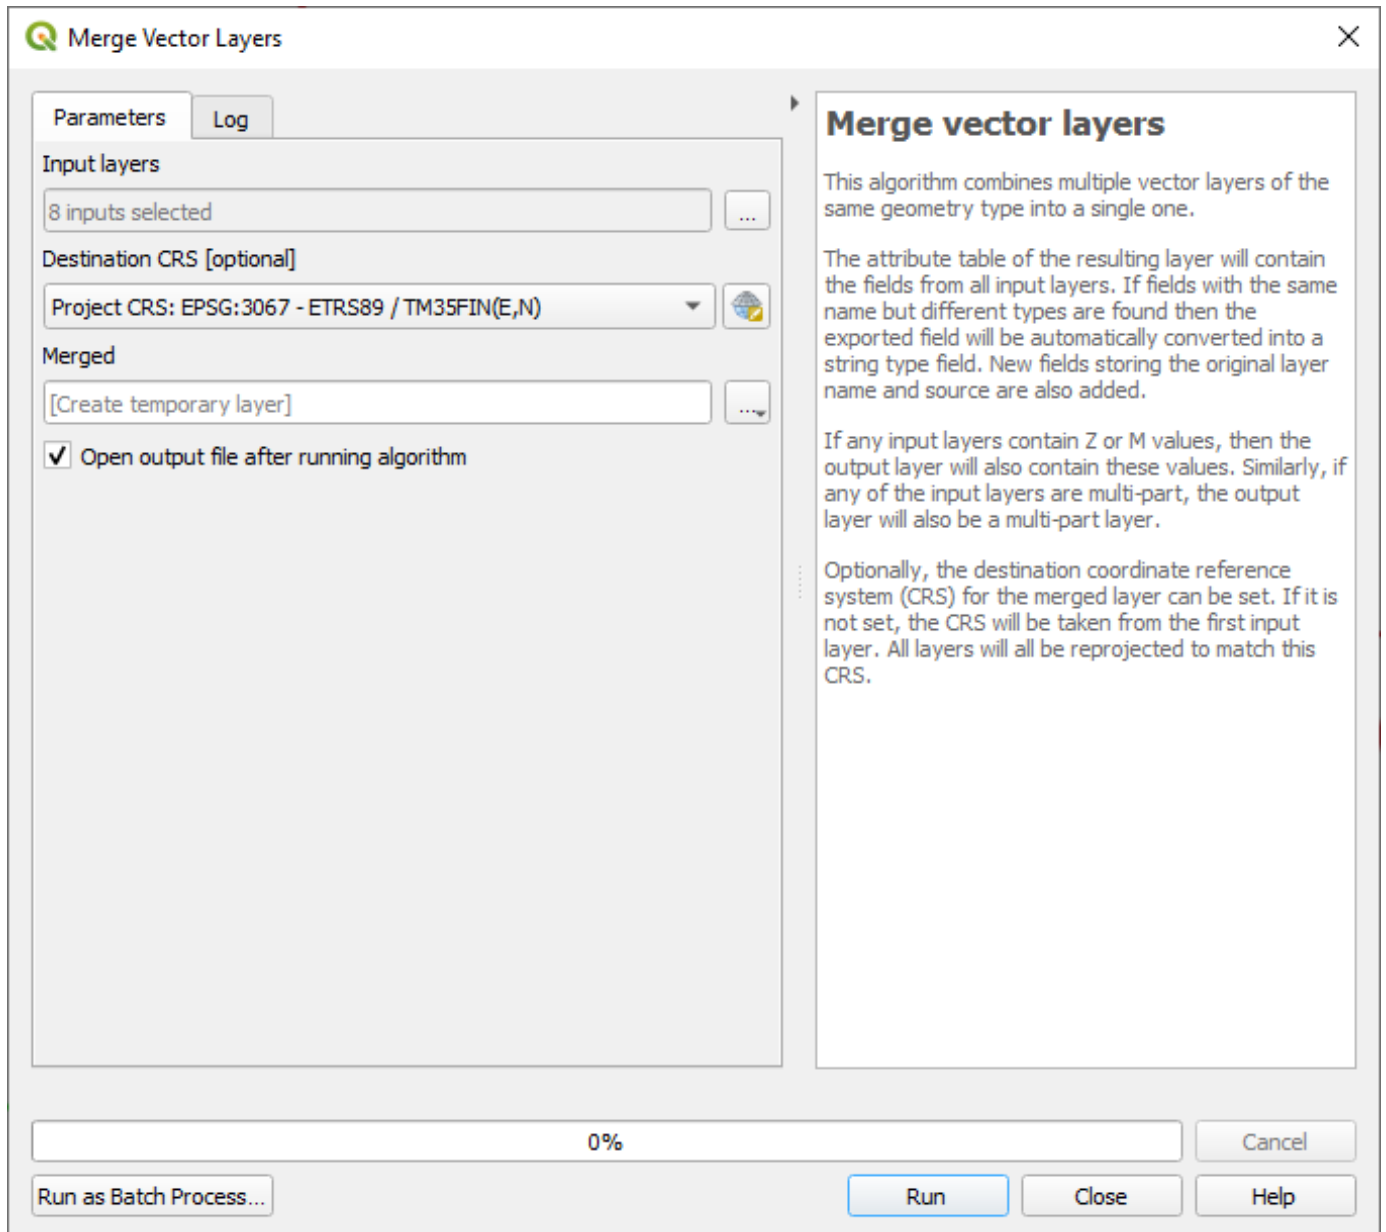 Merge Vector Layers
Parameters
Log
Input layers
8 inputs selected
...
Destination CRS [optional]
Project CRS: EPSG:3067 - ETRS89 / TM35FIN(E,N)
Merged
[Create temporary layer]
...
Open output file after running algorithm
Merge vector layers
This algorithm combines multiple vector layers of the
same geometry type into a single one.
The attribute table of the resulting layer will contain
the fields from all input layers. If fields with the same
name but different types are found then the
exported field will be automatically converted into a
string type field. New fields storing the original layer
name and source are also added.
If any input layers contain Z or M values, then the
output layer will also contain these values. Similarly, if
any of the input layers are multi-part, the output
layer will also be a multi-part layer.
Optionally, the destination coordinate reference
system (CRS) for the merged layer can be set. If it is
not set, the CRS will be taken from the first input
layer. All layers will all be reprojected to match this
CRS.
0%
Cancel
Run as Batch Process...
Run
Close
Help